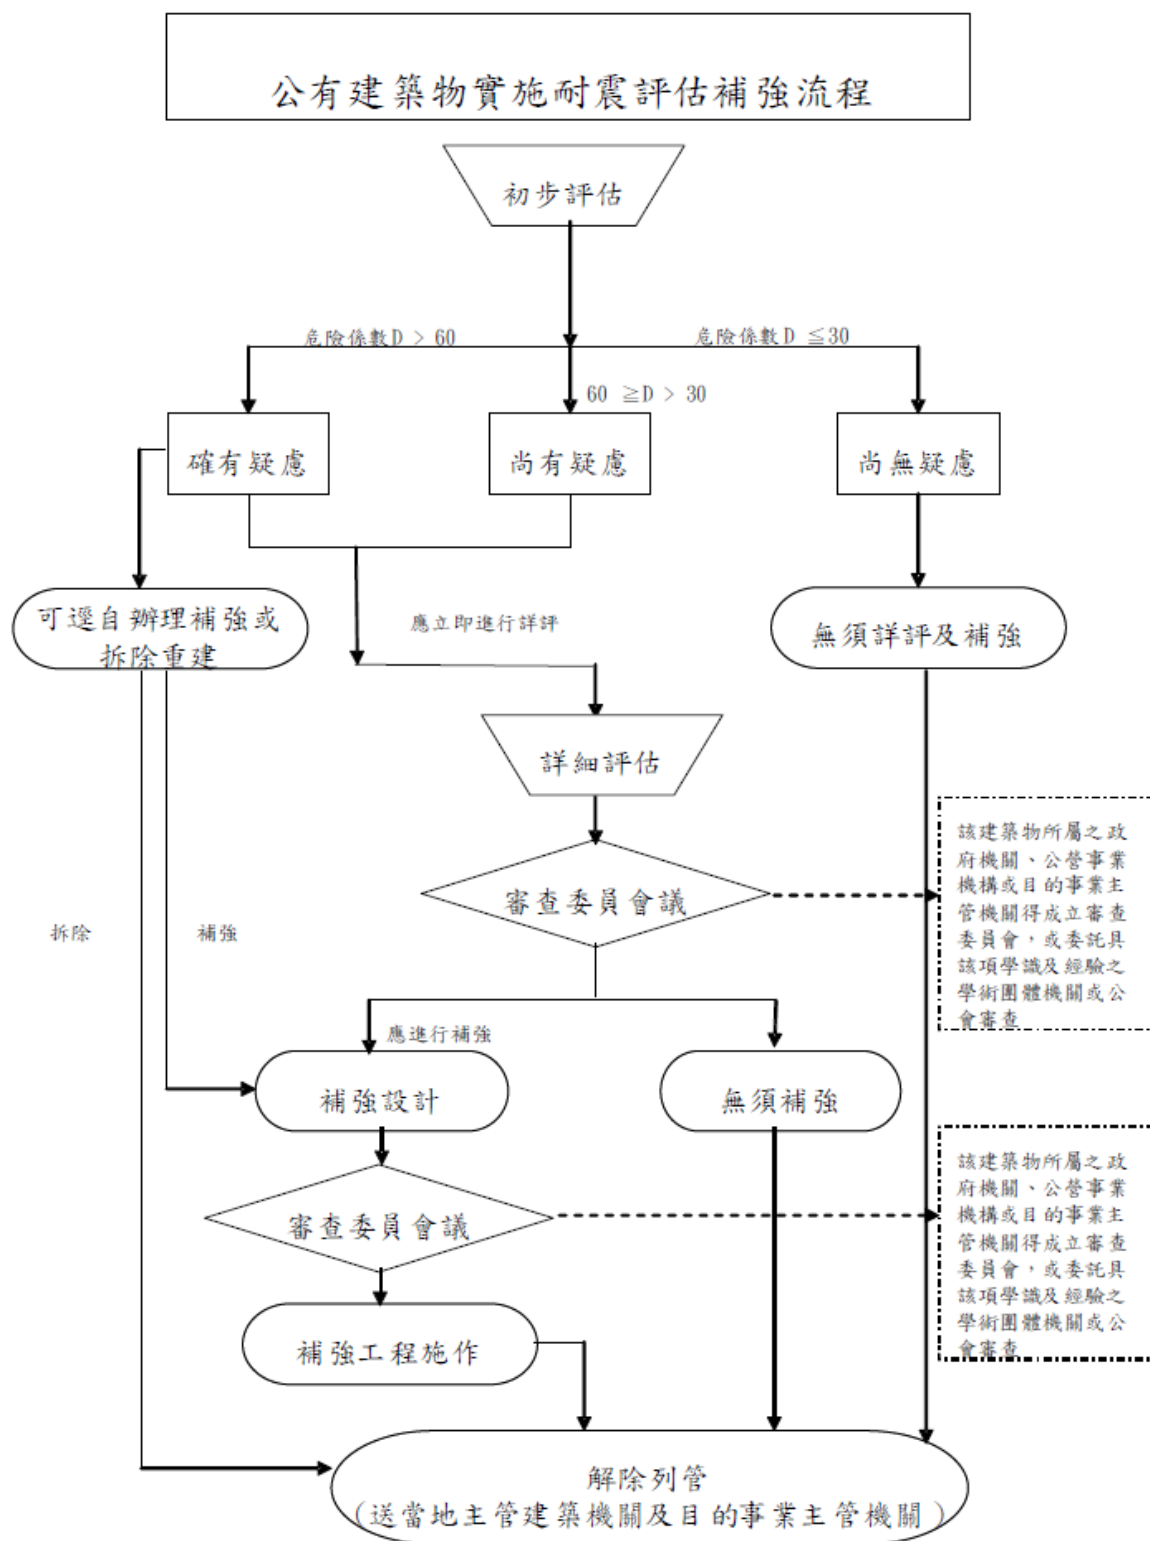 公有建築物實施耐震評估補強流程
初步評估
危險係數D > 60
危險係數D ≦30
60 ≧D > 30
確有疑慮
尚有疑慮
尚無疑慮
可逕自辦理補強或
拆除重建
應立即進行詳評
無須詳評及補強
詳細評估
審查委員會議
該建築物所屬之政
府機關、公營事業
機構或目的事業主
管機關得成立審查
委員會，或委託具
該項學識及經驗之
學術團體機關或公
會審查
拆除
補強
應進行補強
補強設計
無須補強
審查委員會議
該建築物所屬之政
府機關、公營事業
機構或目的事業主
管機關得成立審查
委員會，或委託具
該項學識及經驗之
學術團體機關或公
會審查
補強工程施作
解除列管
(送當地主管建築機關及目的事業主管機關)